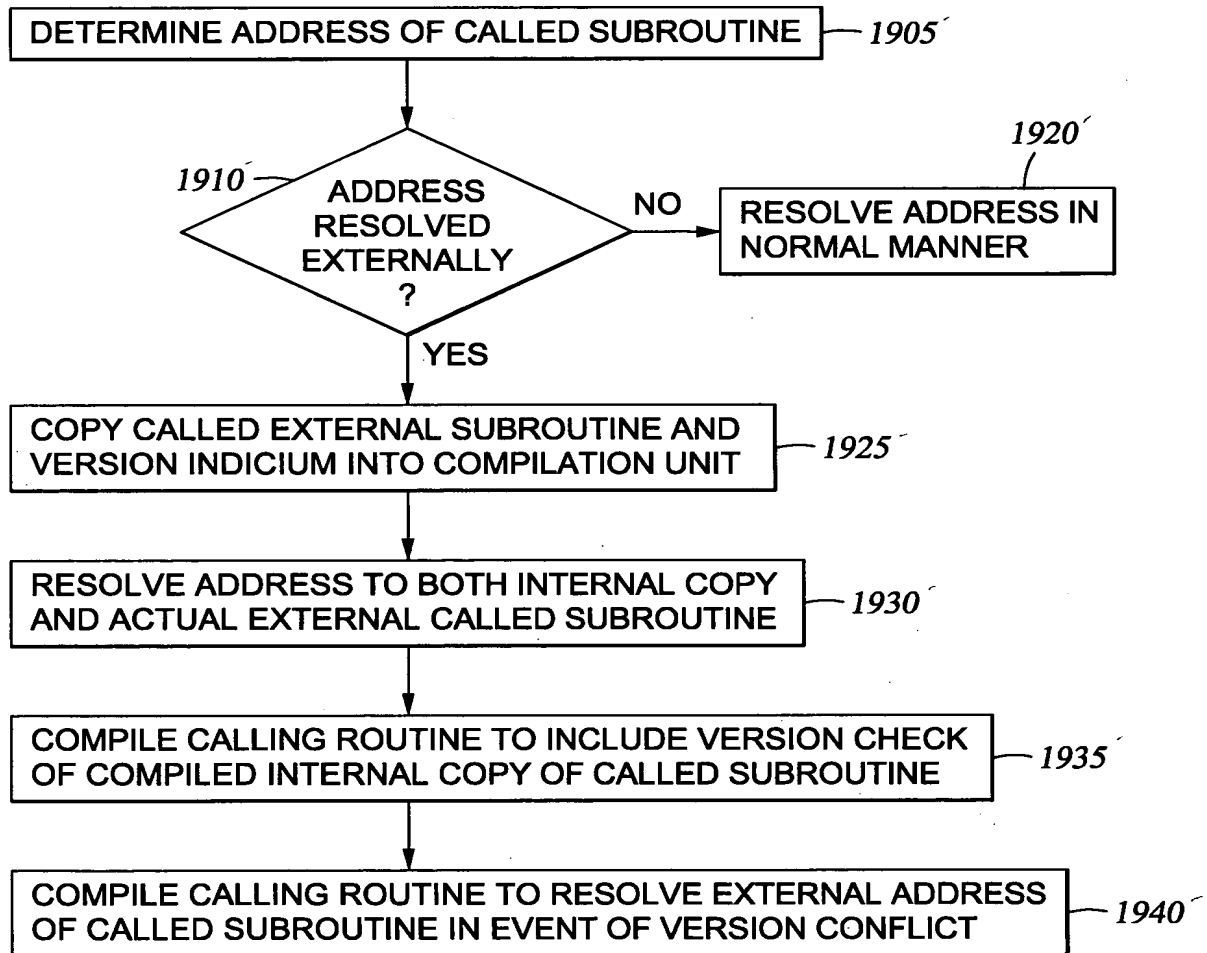 DETERMINE ADDRESS OF CALLED SUBROUTINE
1905
1910
ADDRESS
RESOLVED
EXTERNALLY
?
NO
1920
RESOLVE ADDRESS IN
NORMAL MANNER
YES
COPY CALLED EXTERNAL SUBROUTINE AND
VERSION INDICIUM INTO COMPILATION UNIT
1925
RESOLVE ADDRESS TO BOTH INTERNAL COPY
AND ACTUAL EXTERNAL CALLED SUBROUTINE
1930
COMPILE CALLING ROUTINE TO INCLUDE VERSION CHECK
OF COMPILED INTERNAL COPY OF CALLED SUBROUTINE
1935
COMPILE CALLING ROUTINE TO RESOLVE EXTERNAL ADDRESS
OF CALLED SUBROUTINE IN EVENT OF VERSION CONFLICT
1940